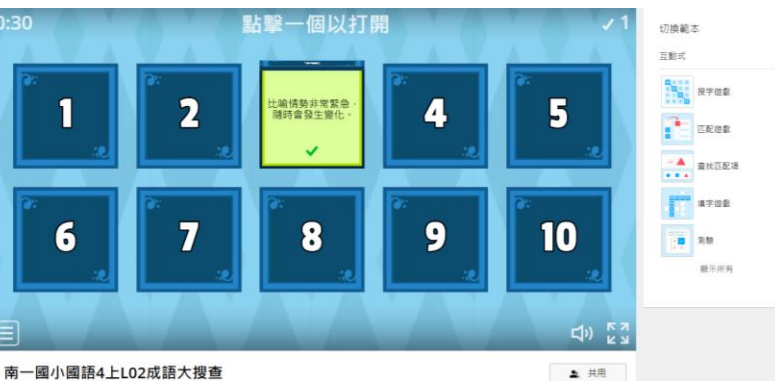 0:30
點擊一個以打開
✓ 1
1
2
比喻情勢非常緊急，
隨時會發生變化。
4
5
6
7
8
9
10
南一國小國語4上L02成語大搜查
共用
切換範本
互動式
搜字遊戲
匹配遊戲
查找匹配項
填字遊戲
測驗
顯示所有